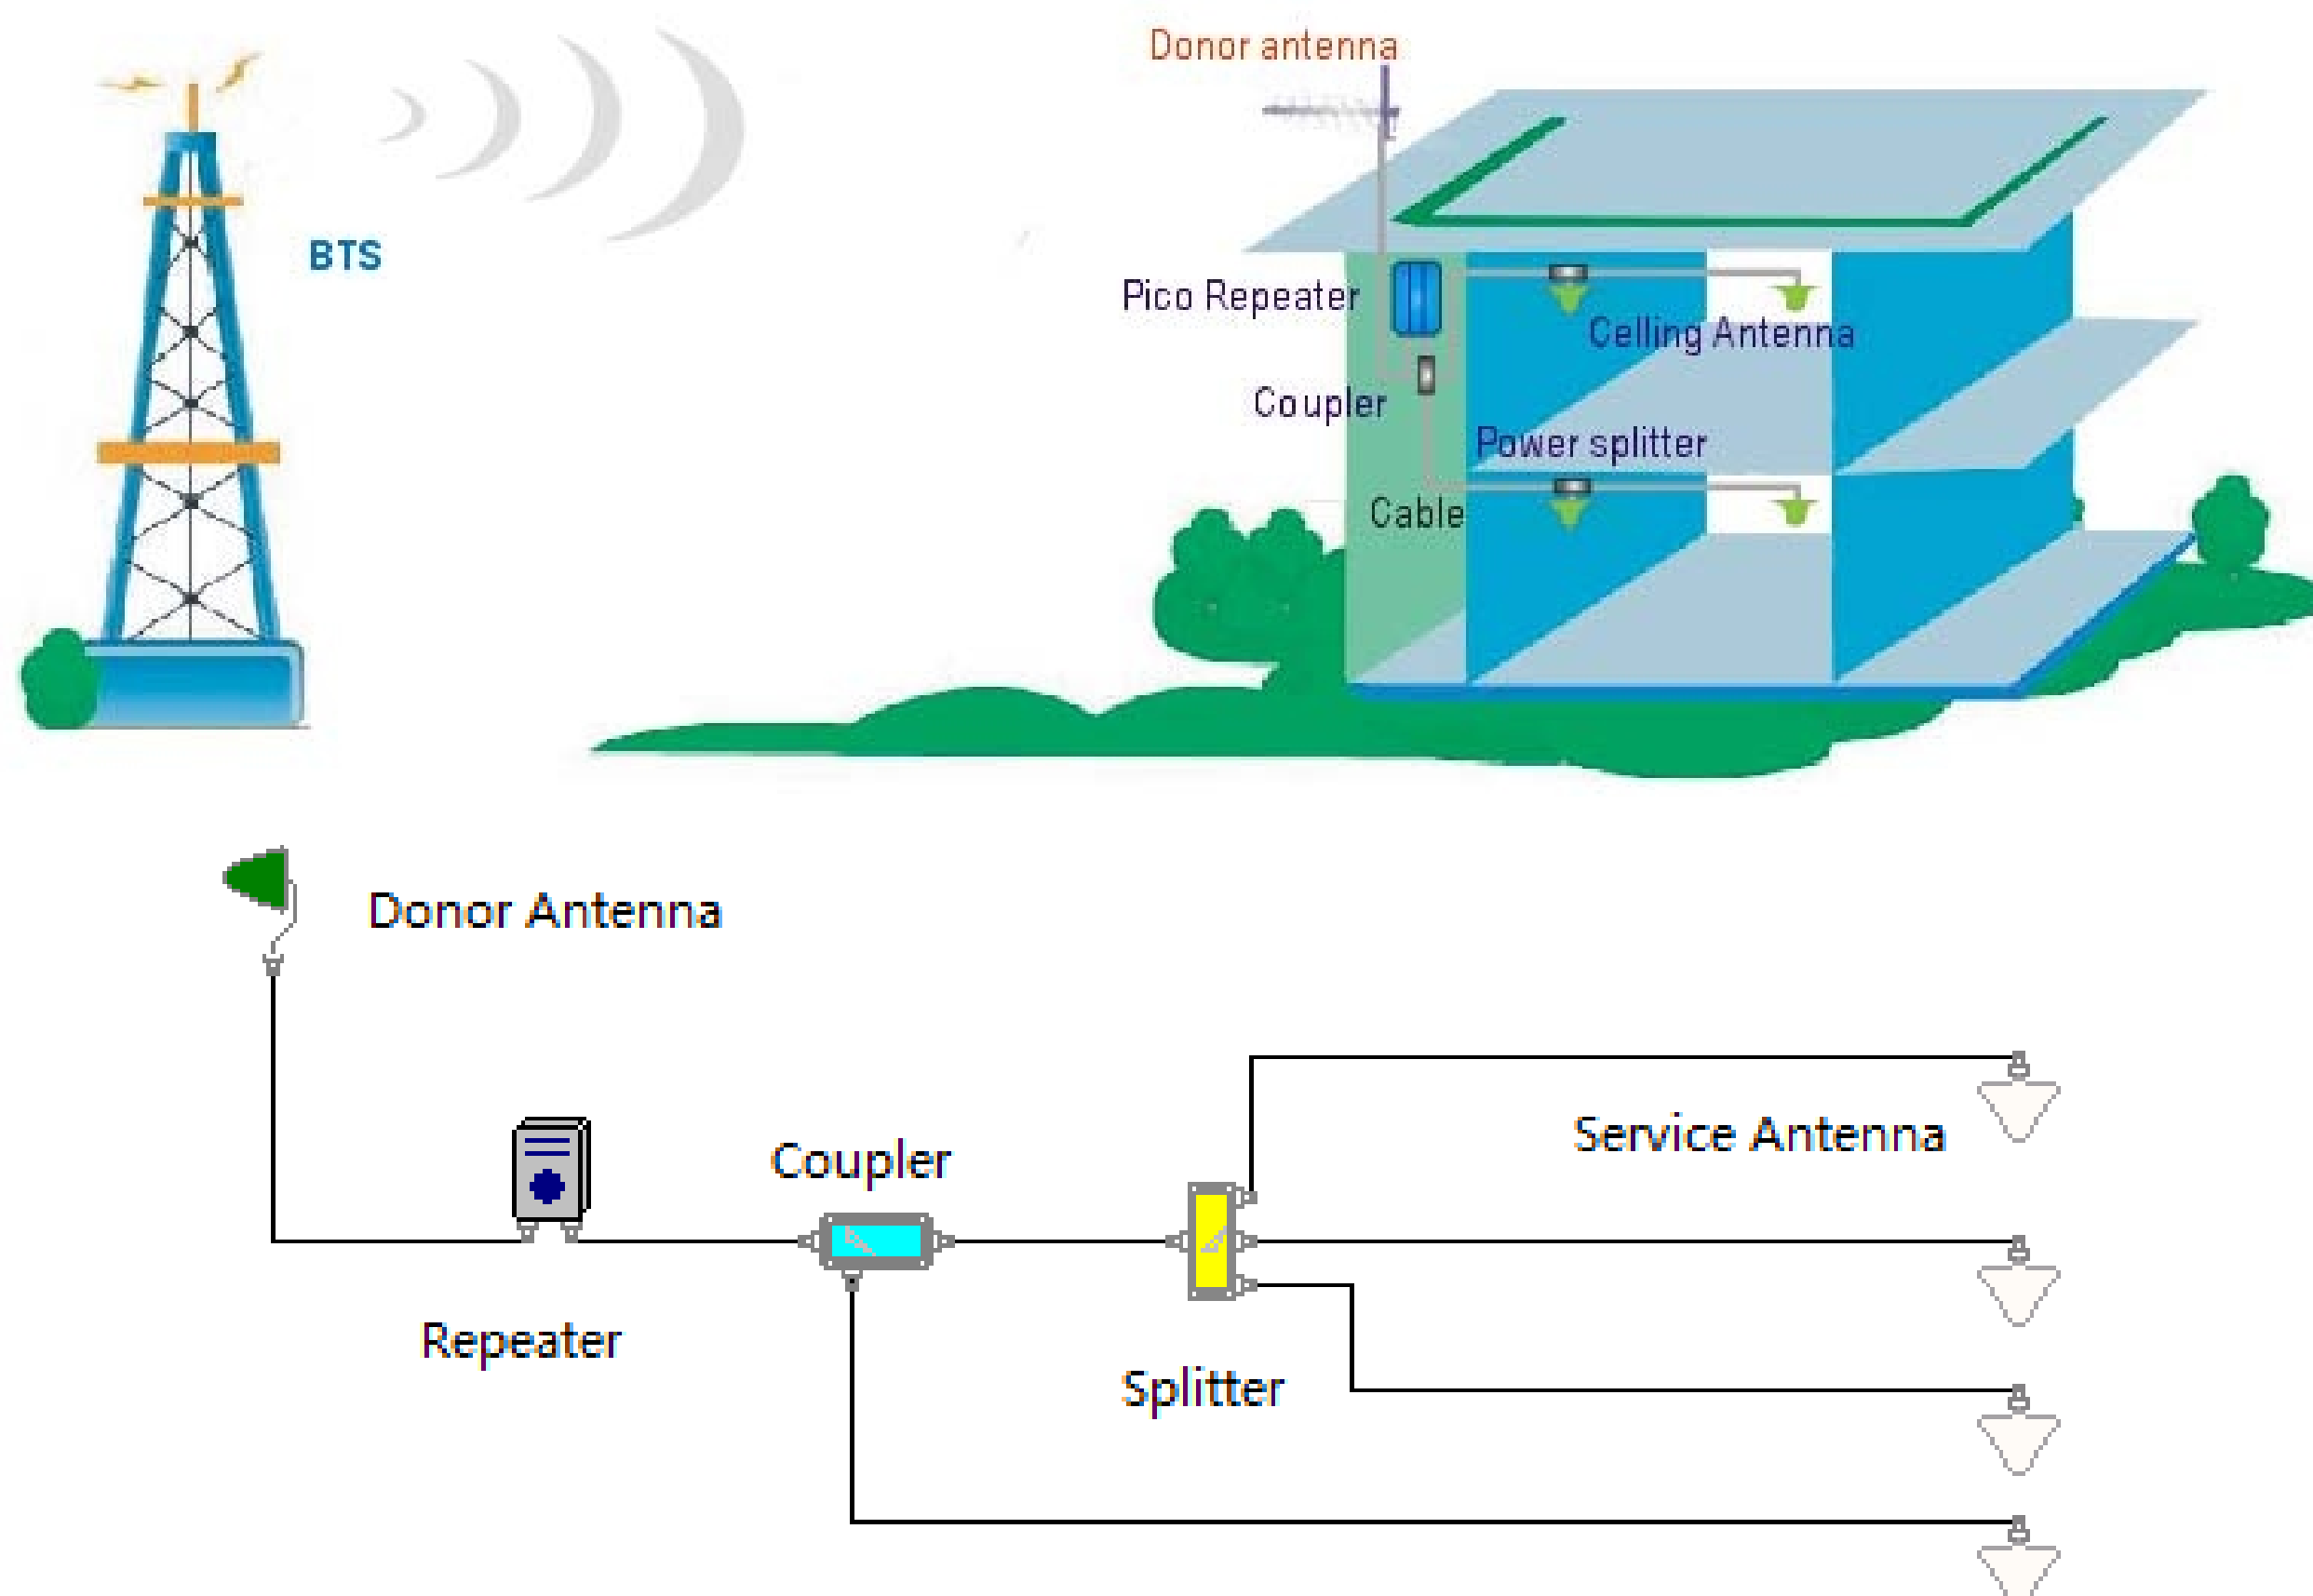 Donor antenna
BTS
Pico Repeater
Celling Antenna
Coupler
Power splitter
Cable
Donor Antenna
Service Antenna
Coupler
Repeater
Splitter